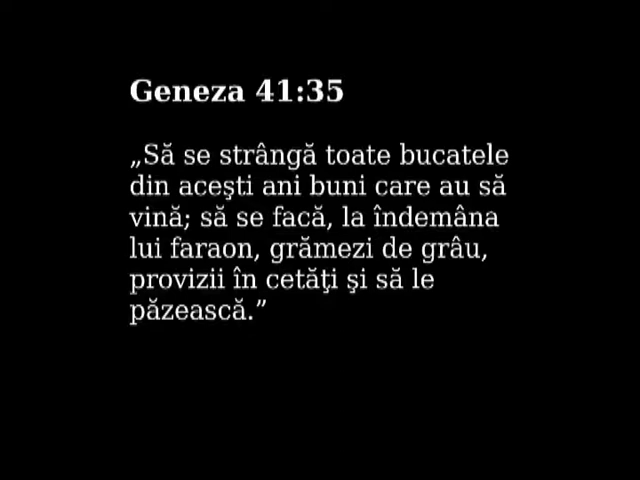 Geneza 41:35
„Să se strângă toate bucatele
din aceşti ani buni care au să
vină; să se facă, la îndemâna
lui faraon, grămezi de grâu,
provizii în cetăţi şi să le
păzească.”